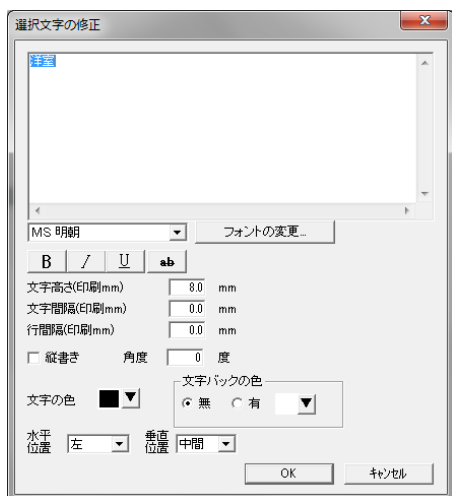 選択文字の修正
洋室
MS 明朝 フォントの変更...
B I U ab
文字高さ(印刷mm) 8.0 mm
文字間隔(印刷mm) 0.0 mm
行間隔(印刷mm) 0.0 mm
縦書き 角度 0 度
文字バックの色
文字の色 無 有
水平位置 左 垂直位置 中間
OK キャンセル